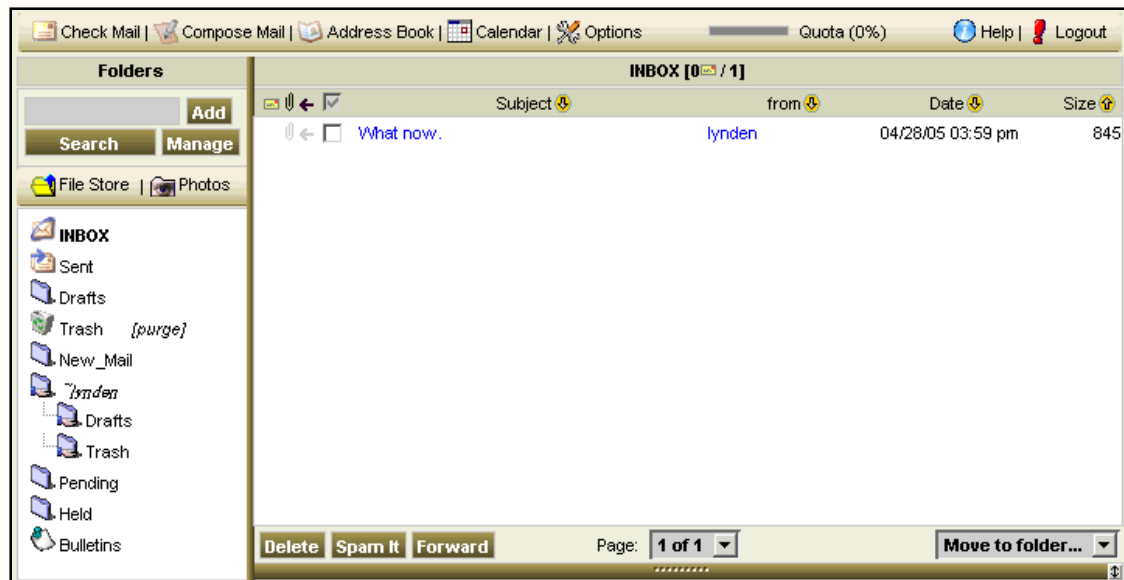 Check Mail | Compose Mail | Address Book | Calendar | Options Quota (0%) Help | Logout
Folders
INBOX [0 / 1]
Add
Search Manage
File Store | Photos
Subject from Date Size
What now. lynden 04/28/05 03:59 pm 845
INBOX
Sent
Drafts
Trash [purge]
New_Mail
~lynden
Drafts
Trash
Pending
Held
Bulletins
Delete Spam It Forward Page: 1 of 1 Move to folder...